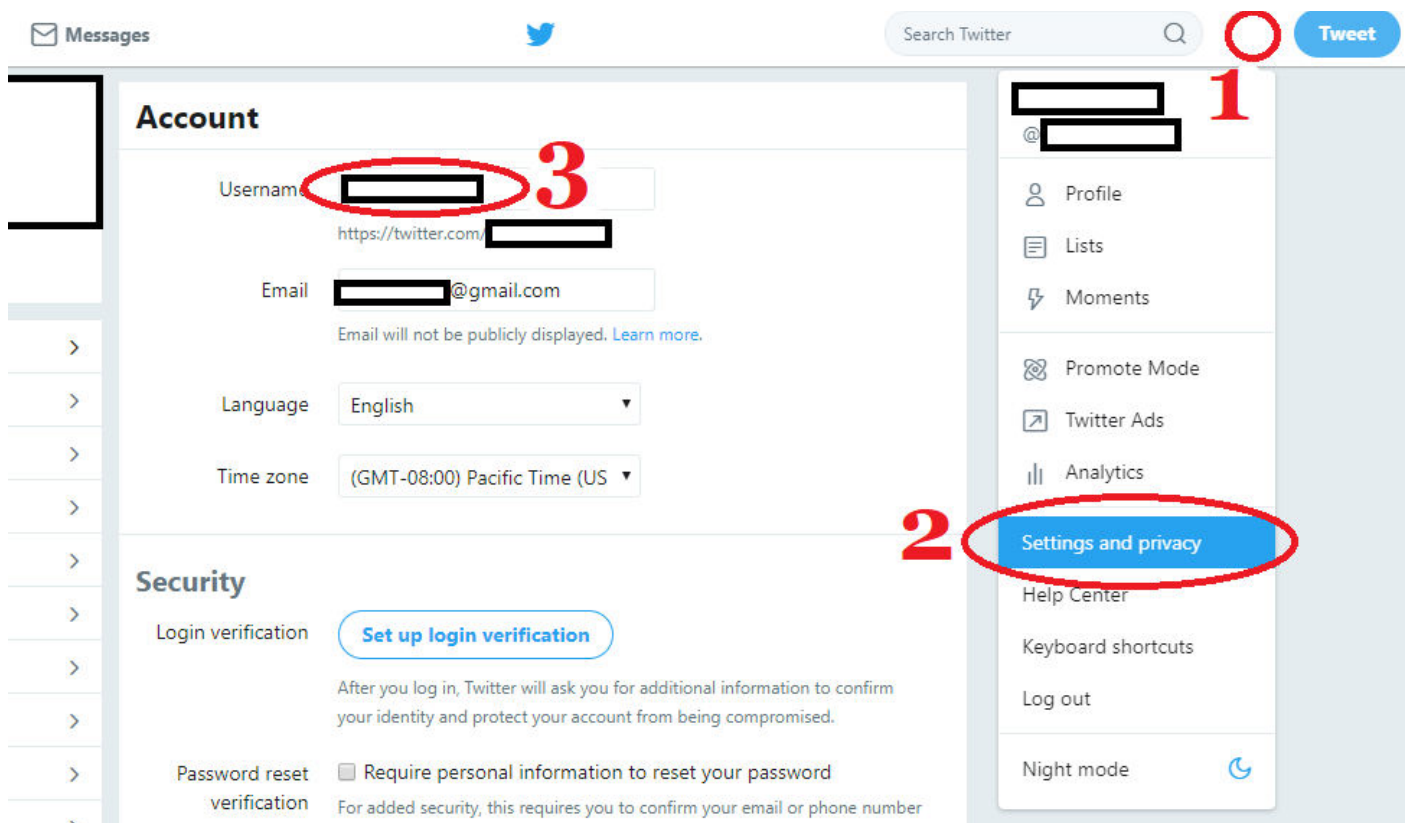 Messages
Search Twitter
Tweet
1
@
Account
3
Username
https://twitter.com/
Email
@gmail.com
Email will not be publicly displayed. Learn more.
Language
English
Time zone
(GMT-08:00) Pacific Time (US
Security
Login verification
Set up login verification
After you log in, Twitter will ask you for additional information to confirm
your identity and protect your account from being compromised.
Password reset
verification
Require personal information to reset your password
For added security, this requires you to confirm your email or phone number
Profile
Lists
Moments
Promote Mode
Twitter Ads
Analytics
2
Settings and privacy
Help Center
Keyboard shortcuts
Log out
Night mode